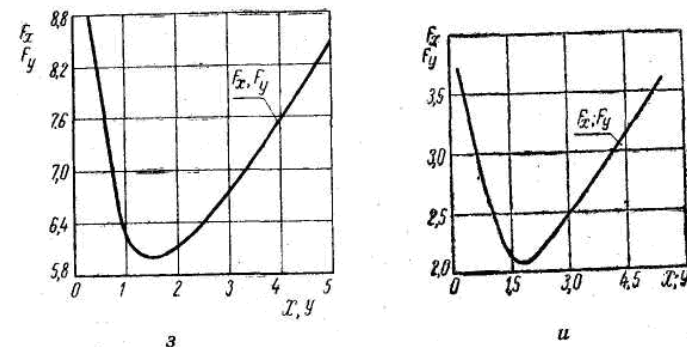 8,8
Fx
Fy
8,2
7,6
7,0
6,4
5,8
Fx, Fy
0 1 2 3 4 5
x, y
з
Fx
Fy
3,5
3,0
2,5
2,0
Fx; Fy
0 1,5 3,0 4,5 x; y
и